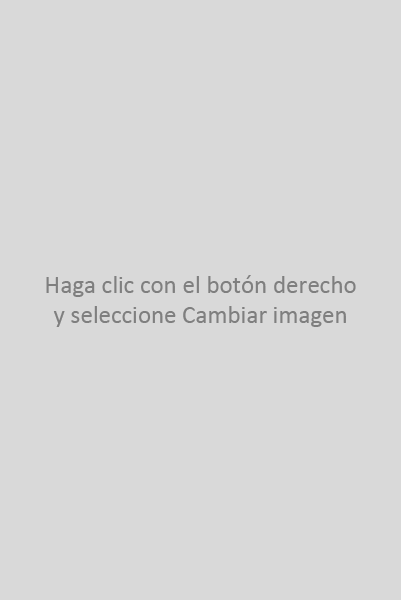 Haga clic con el botón derecho
y seleccione Cambiar imagen